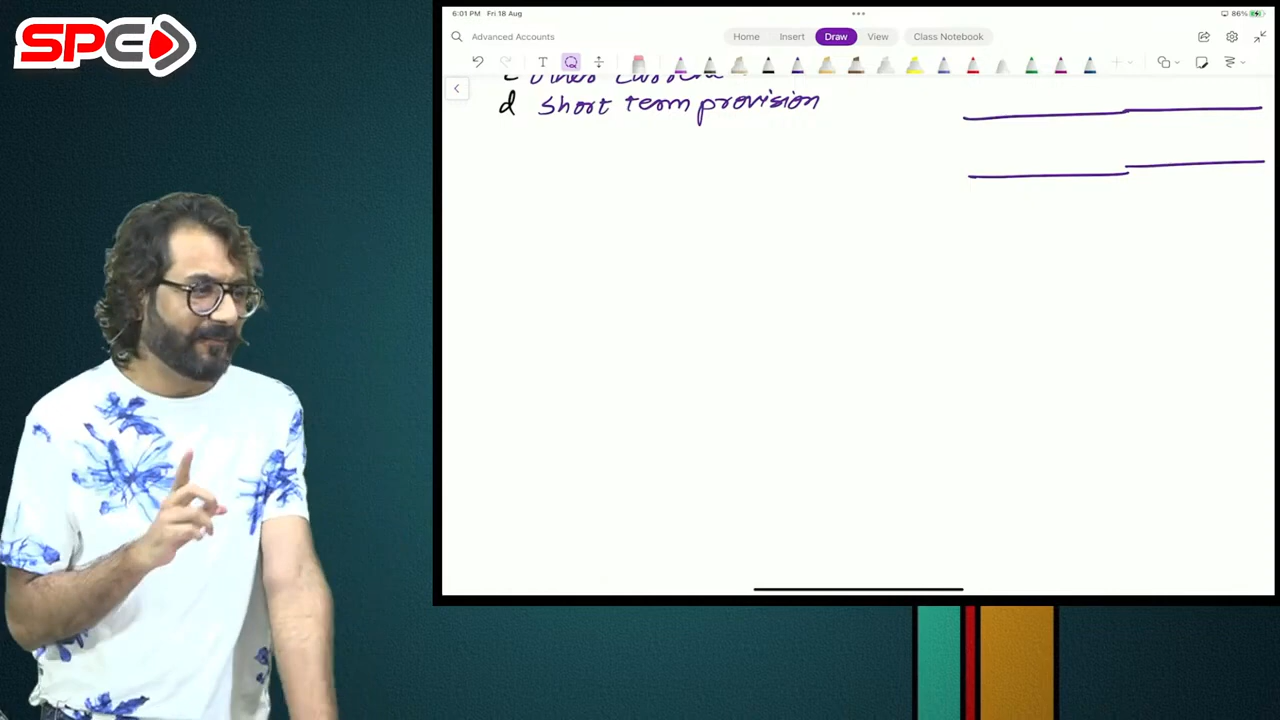 SPE
6:01 PM Fri 18 Aug
86%
Advanced Accounts
Home Insert Draw View Class Notebook
T
d Short term provision